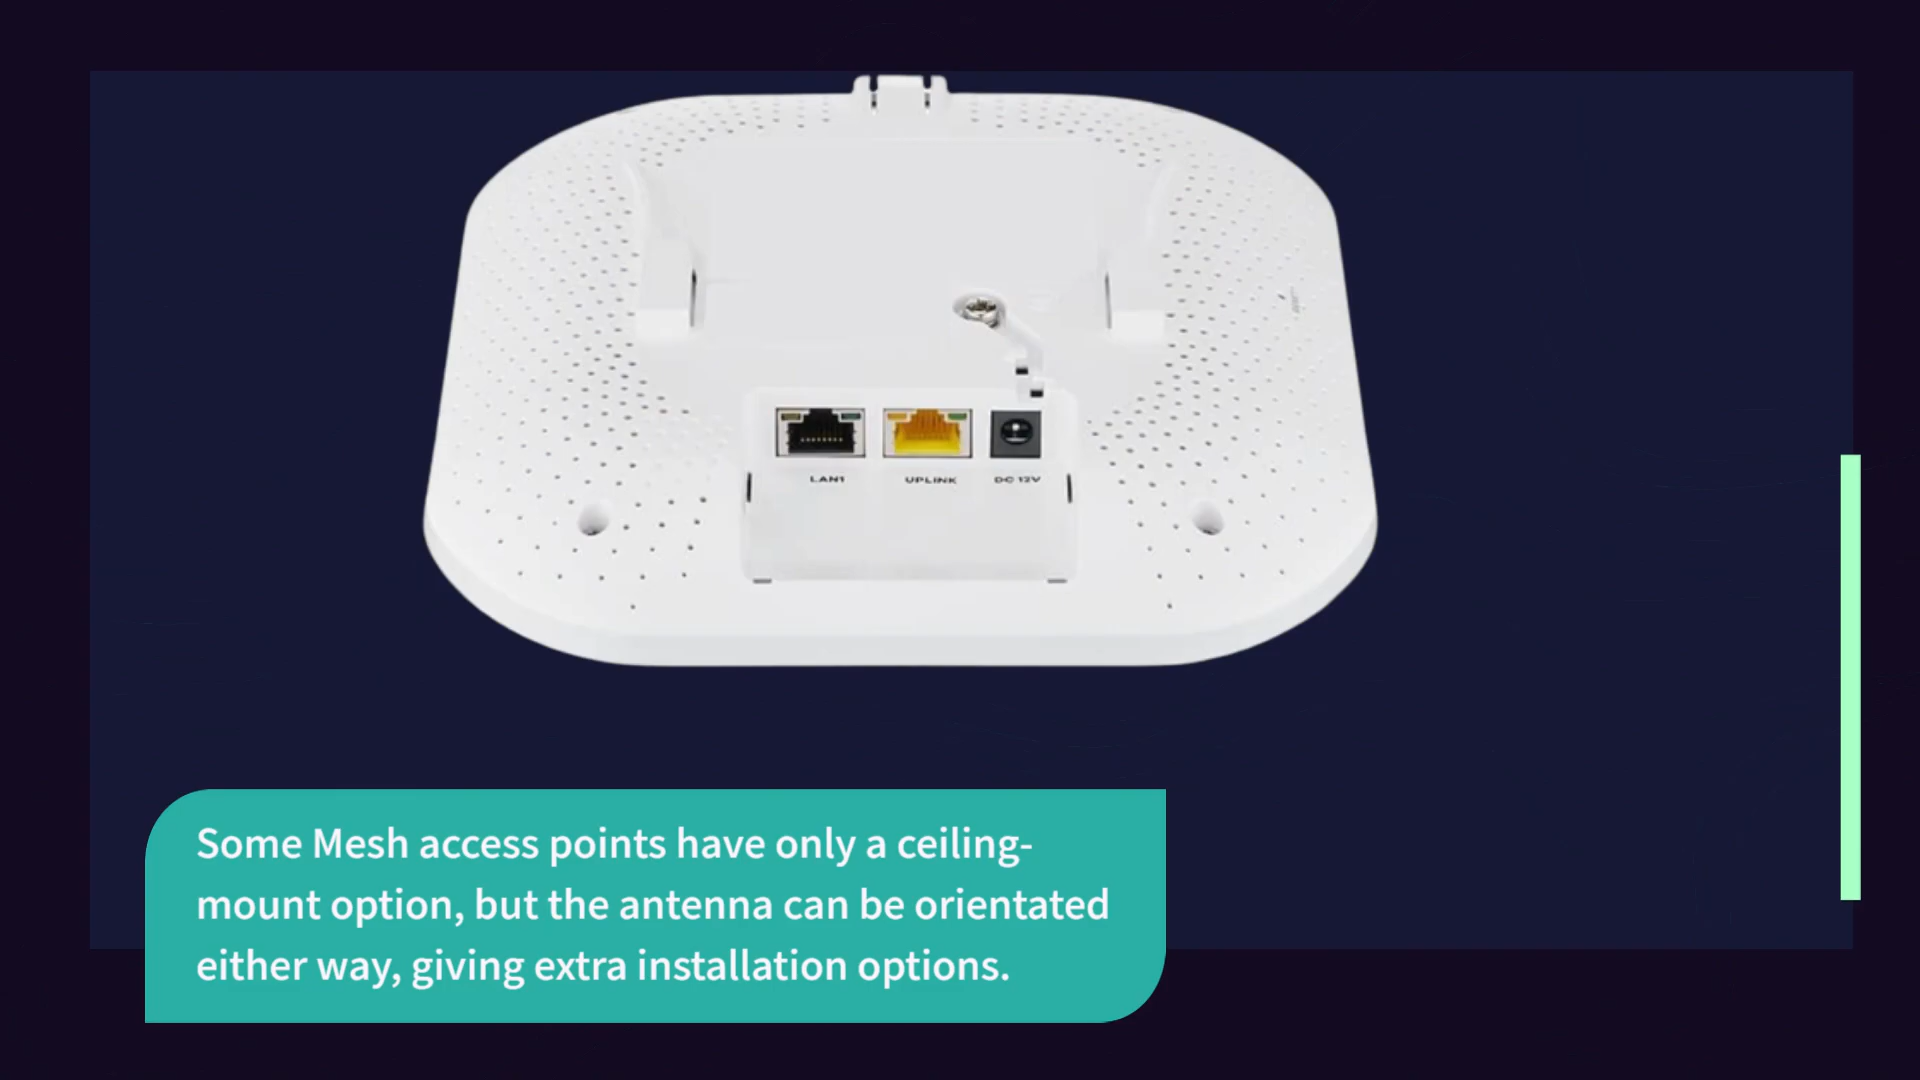 LAN1 UPLINK DC 12V
Some Mesh access points have only a ceiling-
mount option, but the antenna can be orientated
either way, giving extra installation options.